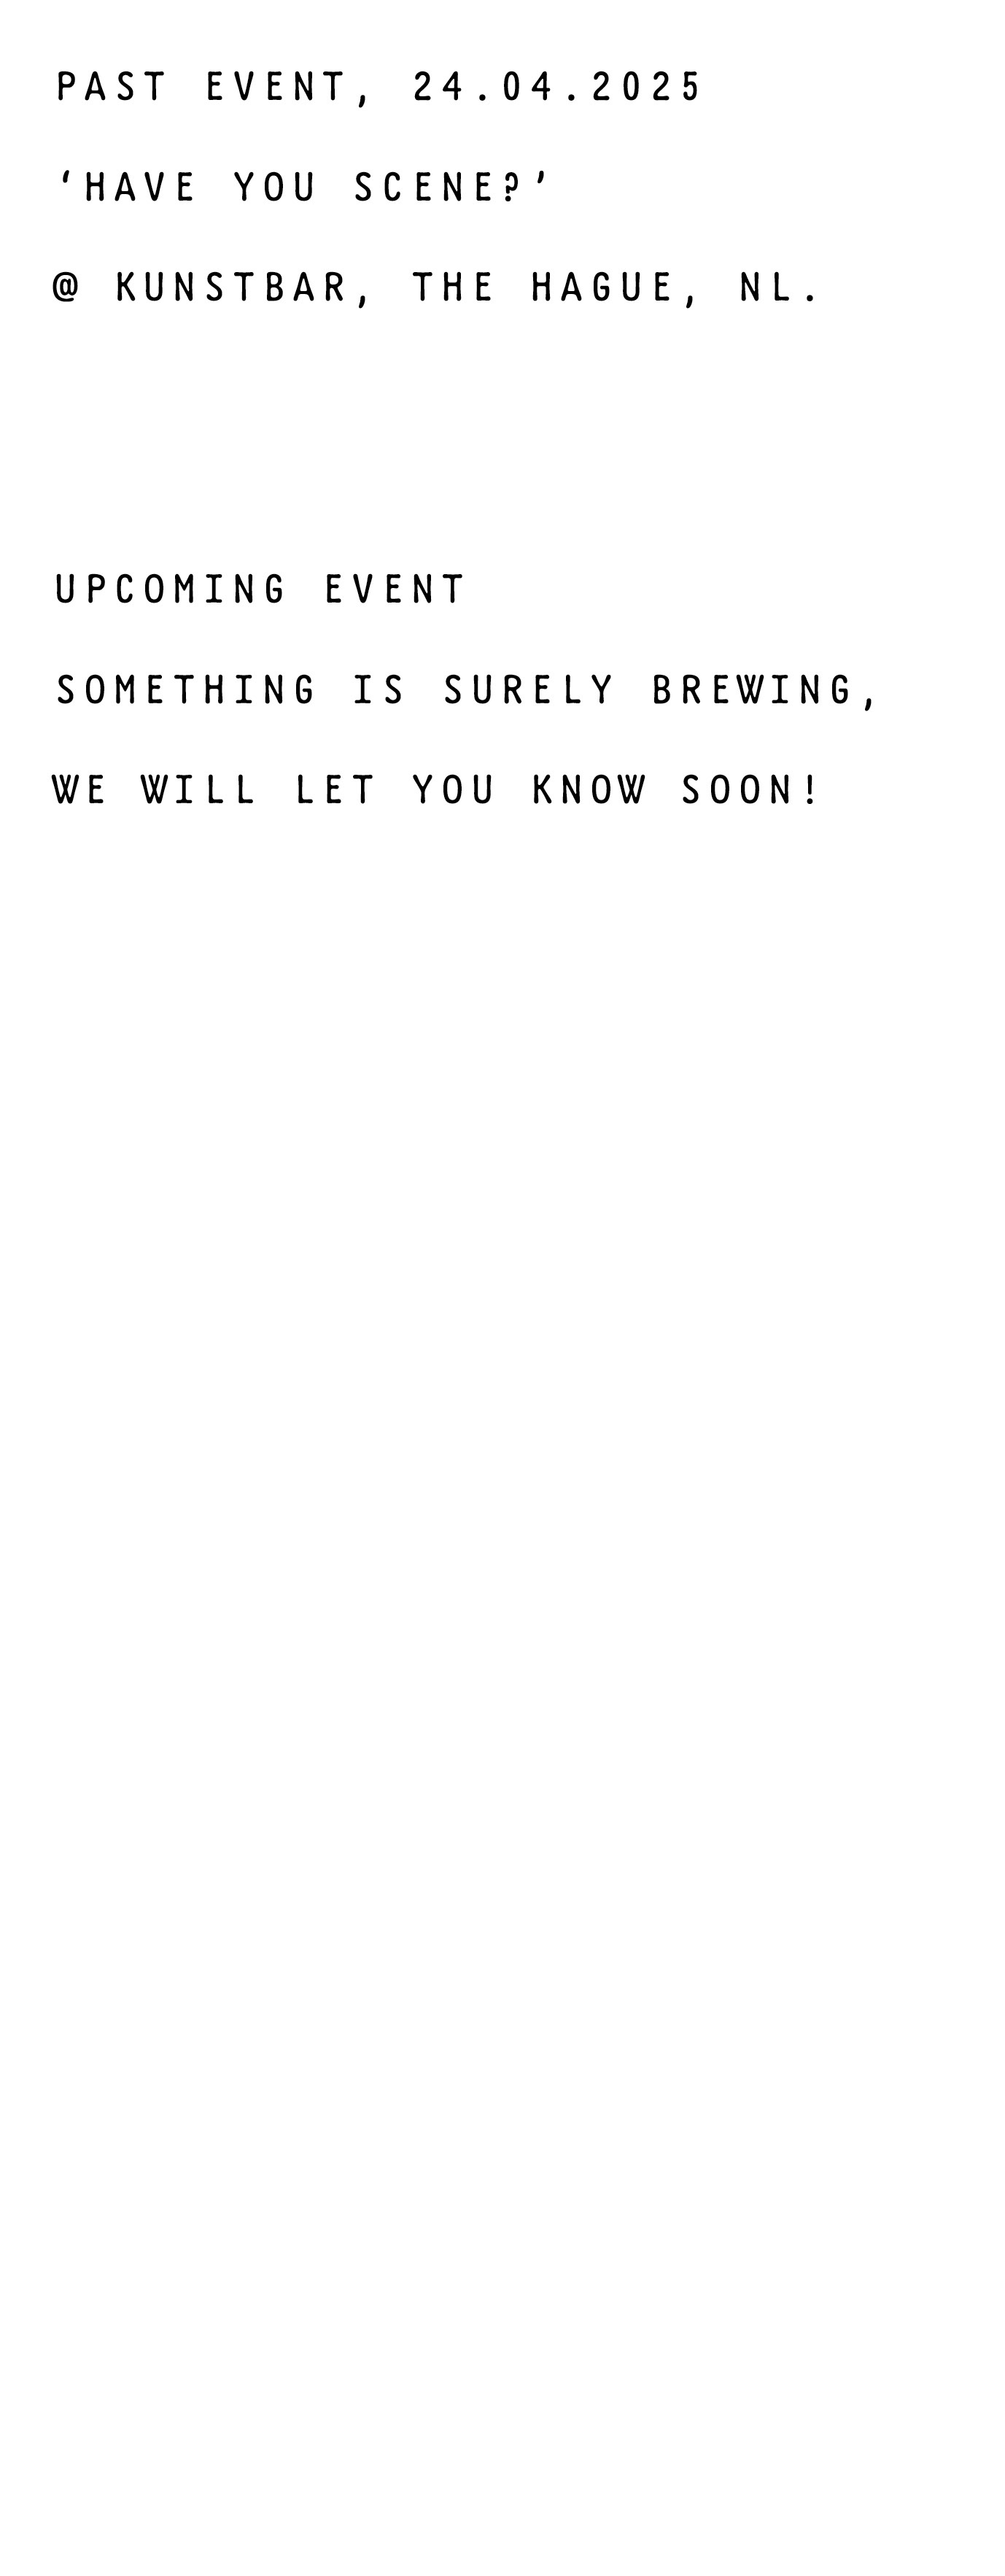 PAST EVENT, 24.04.2025
‘HAVE YOU SCENE?’
@ KUNSTBAR, THE HAGUE, NL.
UPCOMING EVENT
SOMETHING IS SURELY BREWING,
WE WILL LET YOU KNOW SOON!